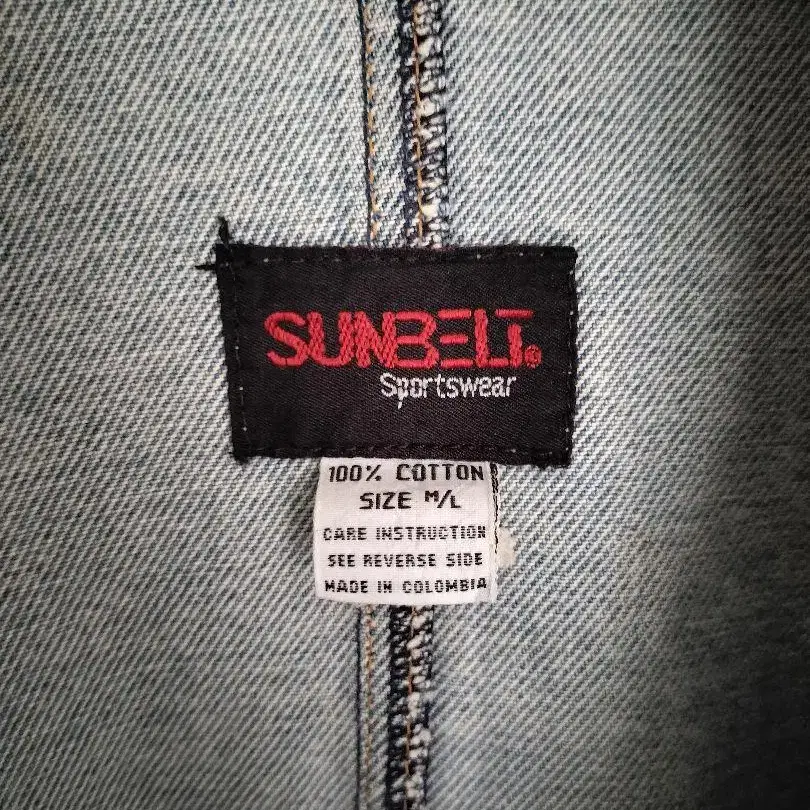 SUNBELT®
Sportswear
100% COTTON
SIZE M/L
CARE INSTRUCTION
SEE REVERSE SIDE
MADE IN COLOMBIA